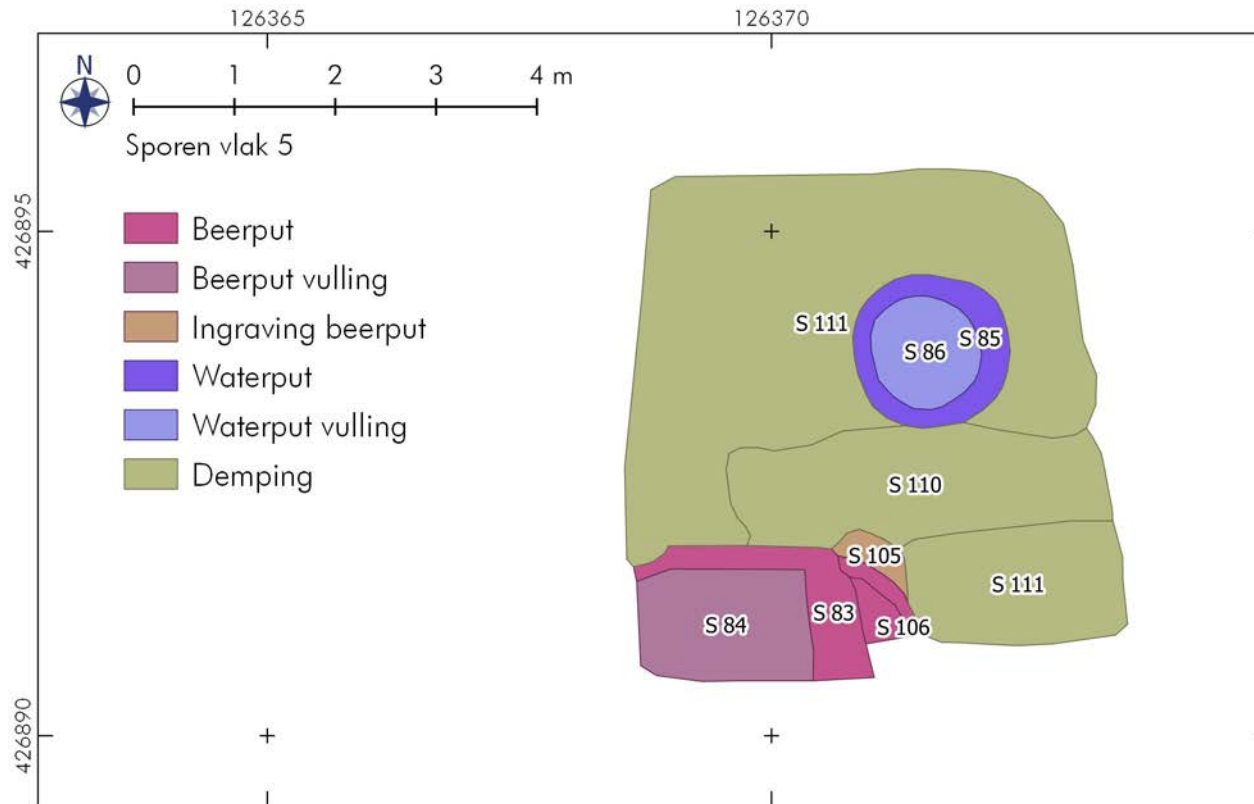 126365
126370
N
0 1 2 3 4 m
Sporen vlak 5
426895
Beerput
Beerput vulling
Ingraving beerput
Waterput
Waterput vulling
Demping
S 111
S 86
S 85
S 110
S 105
S 111
S 83
S 84
S 106
426890